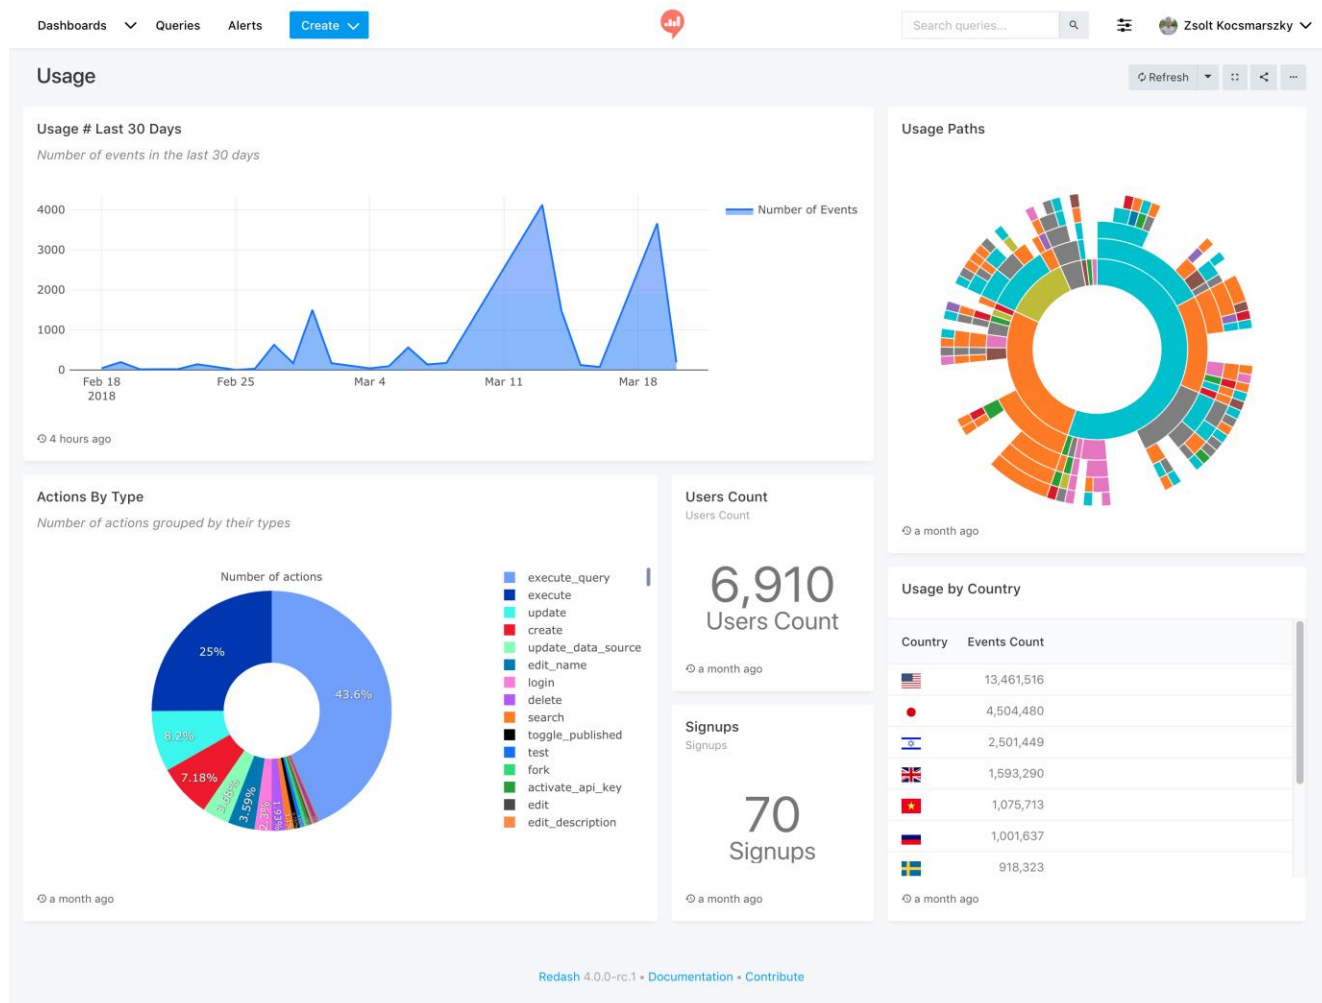 Dashboards Queries Alerts Create Search queries... Zsolt Kocsmarszky
Usage
Refresh
Usage # Last 30 Days
Number of events in the last 30 days
4000
3000
2000
1000
0
Feb 18
2018
Feb 25
Mar 4
Mar 11
Mar 18
Number of Events
4 hours ago
Usage Paths
a month ago
Actions By Type
Number of actions grouped by their types
Number of actions
43.6%
25%
8.2%
7.18%
3.59%
2.3%
1.93%
execute_query
execute
update
create
update_data_source
edit_name
login
delete
search
toggle_published
test
fork
activate_api_key
edit
edit_description
a month ago
Users Count
Users Count
6,910
Users Count
a month ago
Signups
Signups
70
Signups
a month ago
Usage by Country
Country Events Count
13,461,516
4,504,480
2,501,449
1,593,290
1,075,713
1,001,637
918,323
a month ago
Redash 4.0.0-rc.1 • Documentation • Contribute